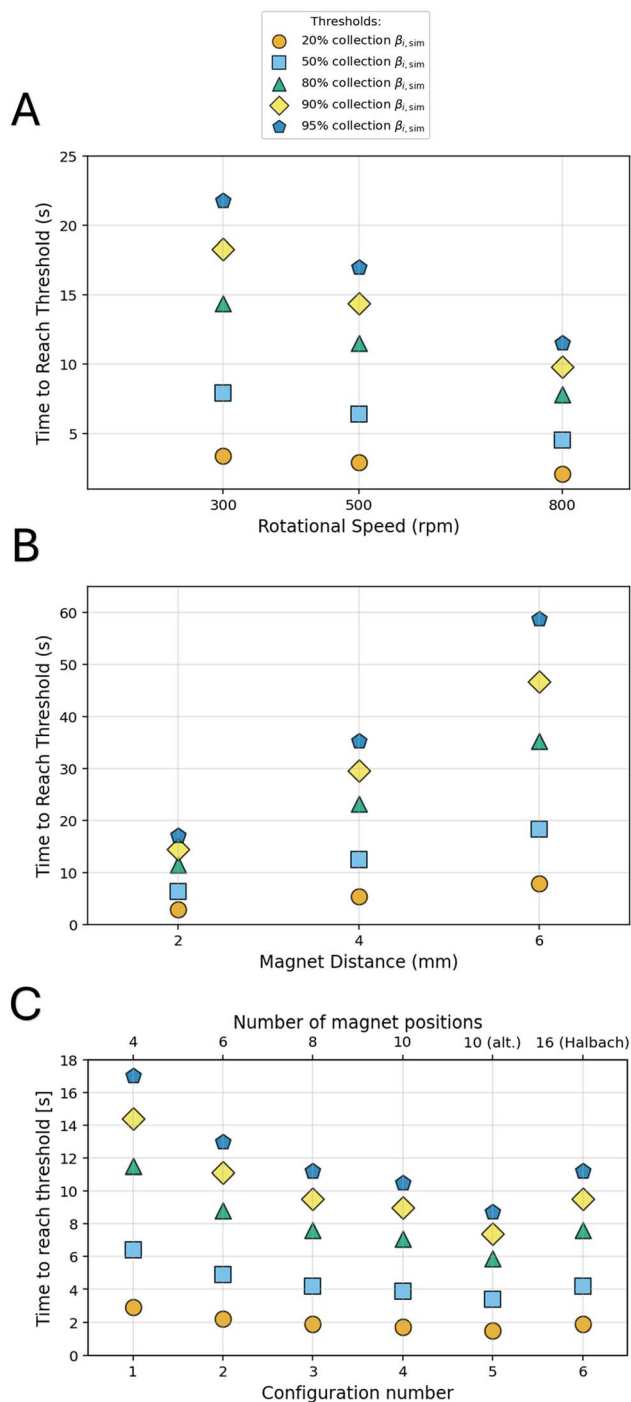 Thresholds:
20% collection βi,sim
50% collection βi,sim
80% collection βi,sim
90% collection βi,sim
95% collection βi,sim
A
25
20
15
10
5
Time to Reach Threshold (s)
300 500 800
Rotational Speed (rpm)
B
60
50
40
30
20
10
0
Time to Reach Threshold (s)
2 4 6
Magnet Distance (mm)
C
Number of magnet positions
4 6 8 10 10 (alt.) 16 (Halbach)
18
16
14
12
10
8
6
4
2
0
Time to reach threshold [s]
1 2 3 4 5 6
Configuration number